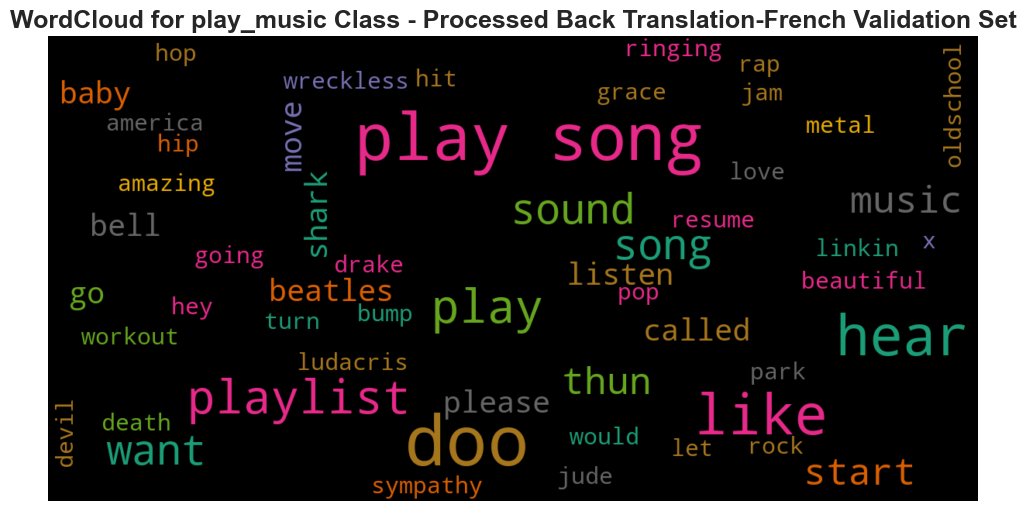 WordCloud for play_music Class - Processed Back Translation-French Validation Set
hop
ringing
rap
oldschool
baby
wreckless
hit
grace
jam
america
move
play song
metal
hip
amazing
shark
love
bell
sound
resume
music
going
drake
song
linkin
x
go
hey
beatles
listen
pop
beautiful
turn
bump
play
called
hear
workout
ludacris
thun
park
playlist
please
like
devil
death
want
doo
would
let
rock
start
sympathy
jude